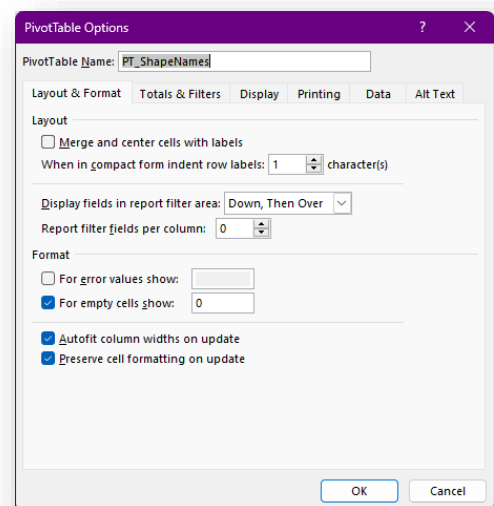 PivotTable Options ? ×
PivotTable Name: PT_ShapeNames
Layout & Format Totals & Filters Display Printing Data Alt Text
Layout
Merge and center cells with labels
When in compact form indent row labels: 1 character(s)
Display fields in report filter area: Down, Then Over
Report filter fields per column: 0
Format
For error values show:
For empty cells show: 0
Autofit column widths on update
Preserve cell formatting on update
OK Cancel